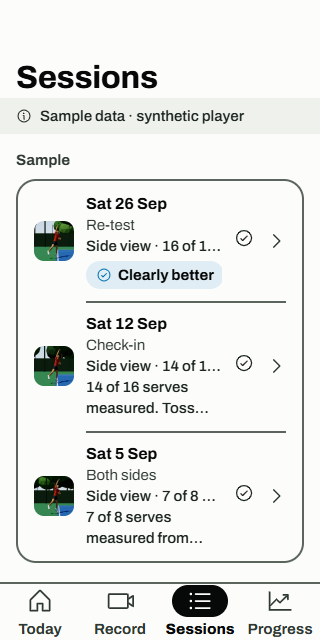 Sessions
Sample data · synthetic player
Sample
Sat 26 Sep
Re-test
Side view · 16 of 1...
Clearly better
Sat 12 Sep
Check-in
Side view · 14 of 1...
14 of 16 serves
measured. Toss...
Sat 5 Sep
Both sides
Side view · 7 of 8 ...
7 of 8 serves
measured from...
Today
Record
Sessions
Progress